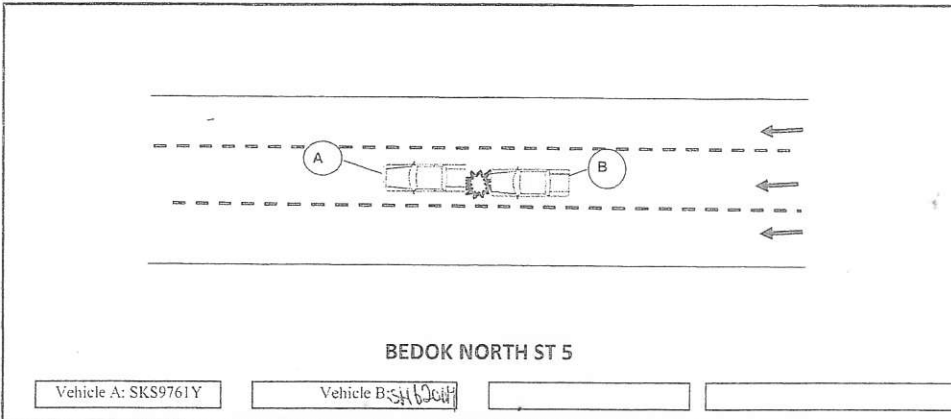 A
B
BEDOK NORTH ST 5
Vehicle A: SKS9761Y
Vehicle B: